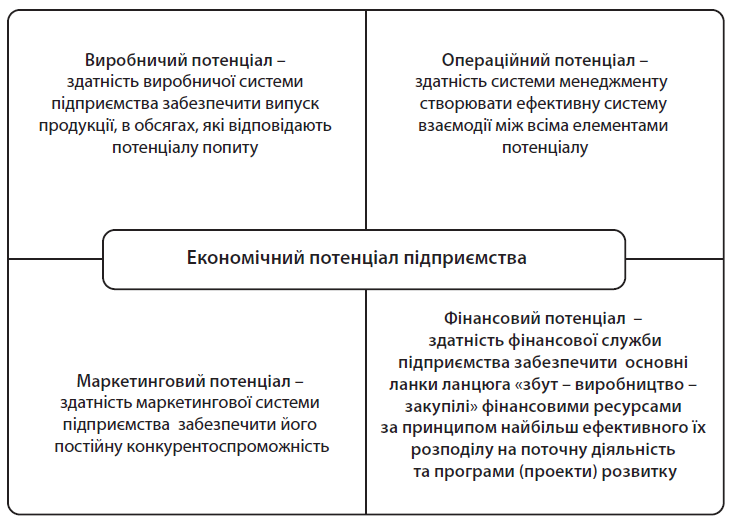 Виробничий потенціал –
здатність виробничої системи
підприємства забезпечити випуск
продукції, в обсягах, які відповідають
потенціалу попиту
Операційний потенціал –
здатність системи менеджменту
створювати ефективну систему
взаємодії між всіма елементами
потенціалу
Економічний потенціал підприємства
Маркетинговий потенціал –
здатність маркетингової системи
підприємства забезпечити його
постійну конкурентоспроможність
Фінансовий потенціал –
здатність фінансової служби
підприємства забезпечити основні
ланки ланцюга «збут – виробництво –
закупілі» фінансовими ресурсами
за принципом найбільш ефективного їх
розподілу на поточну діяльність
та програми (проекти) розвитку